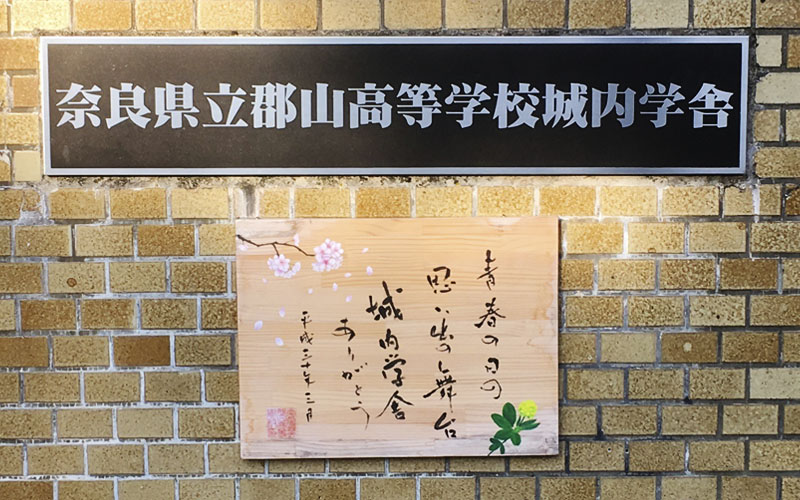 奈良県立郡山高等学校城内学舎
青春の日の
思い出の舞台
城内学舎
ありがとう
平成三十年三月